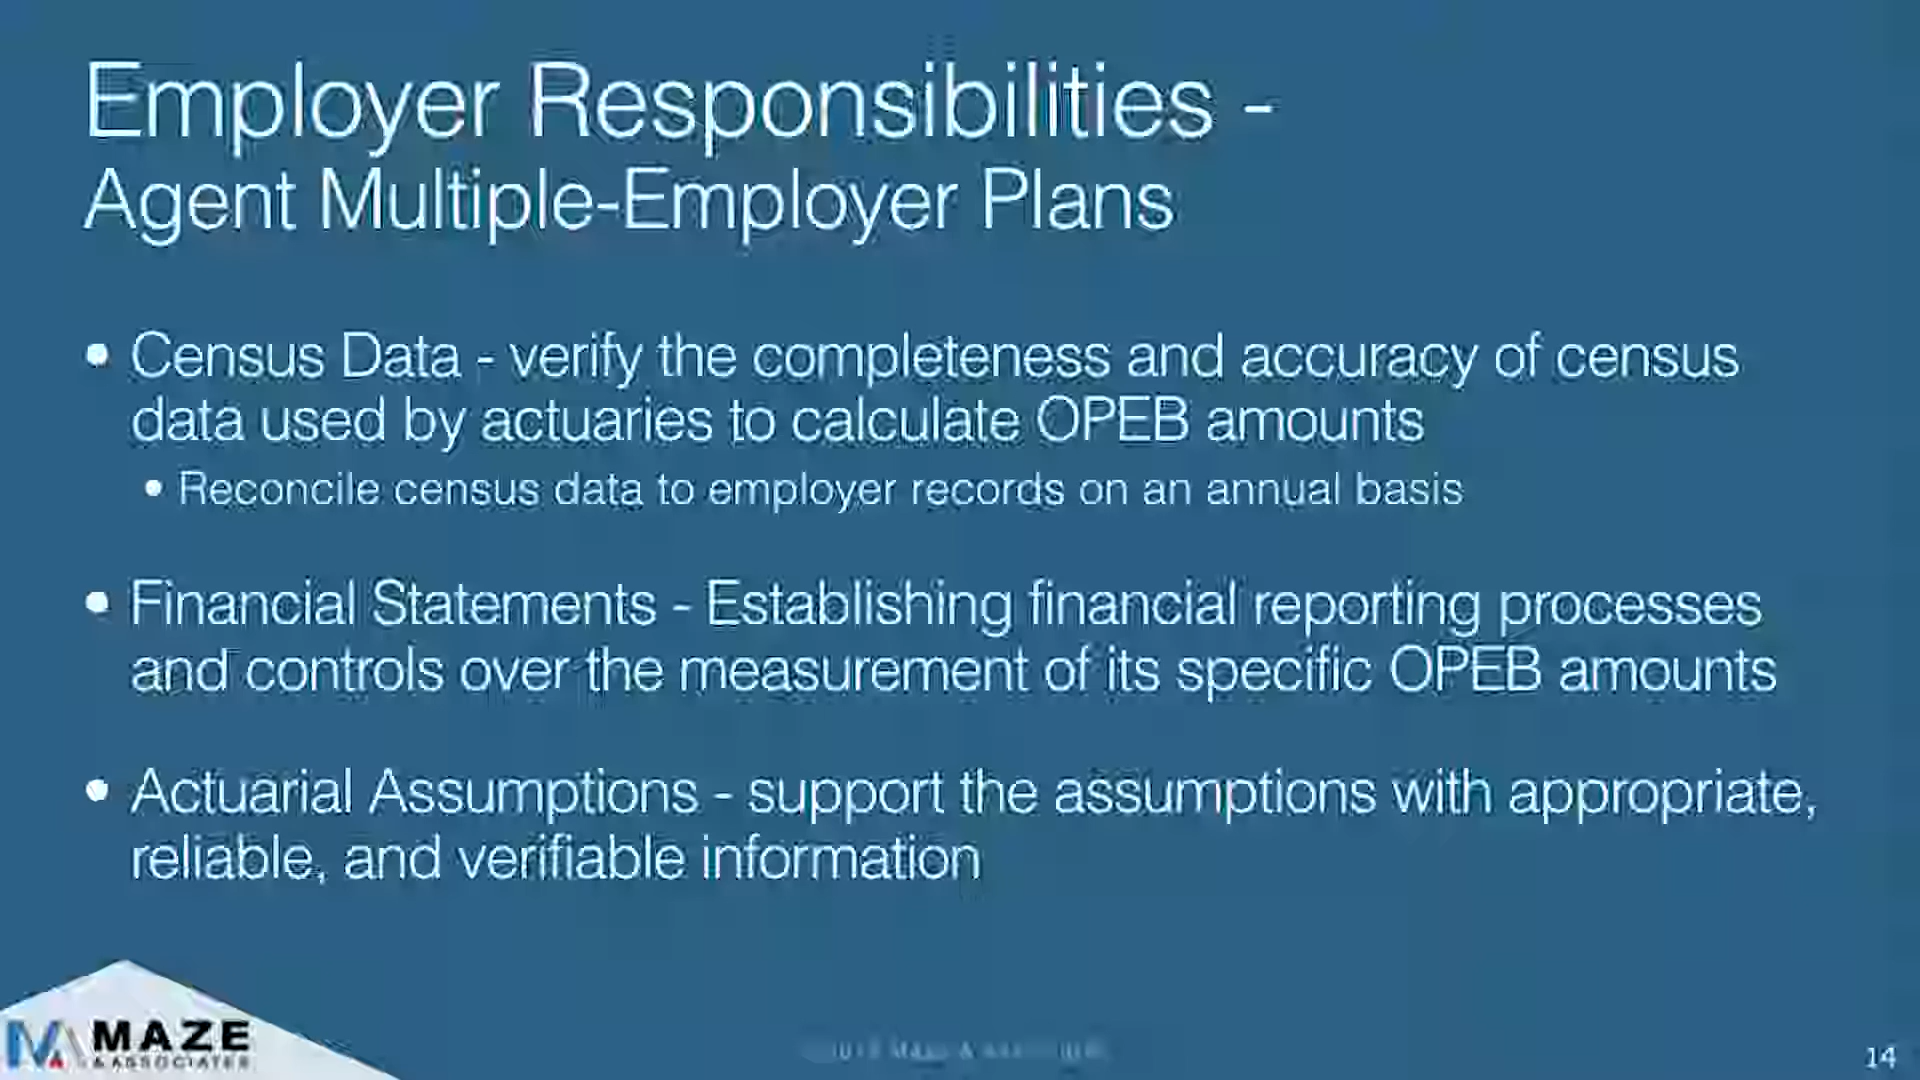 Employer Responsibilities -
Agent Multiple-Employer Plans
• Census Data - verify the completeness and accuracy of census
data used by actuaries to calculate OPEB amounts
• Reconcile census data to employer records on an annual basis
• Financial Statements - Establishing financial reporting processes
and controls over the measurement of its specific OPEB amounts
• Actuarial Assumptions - support the assumptions with appropriate,
reliable, and verifiable information
MAZE
& ASSOCIATES
14